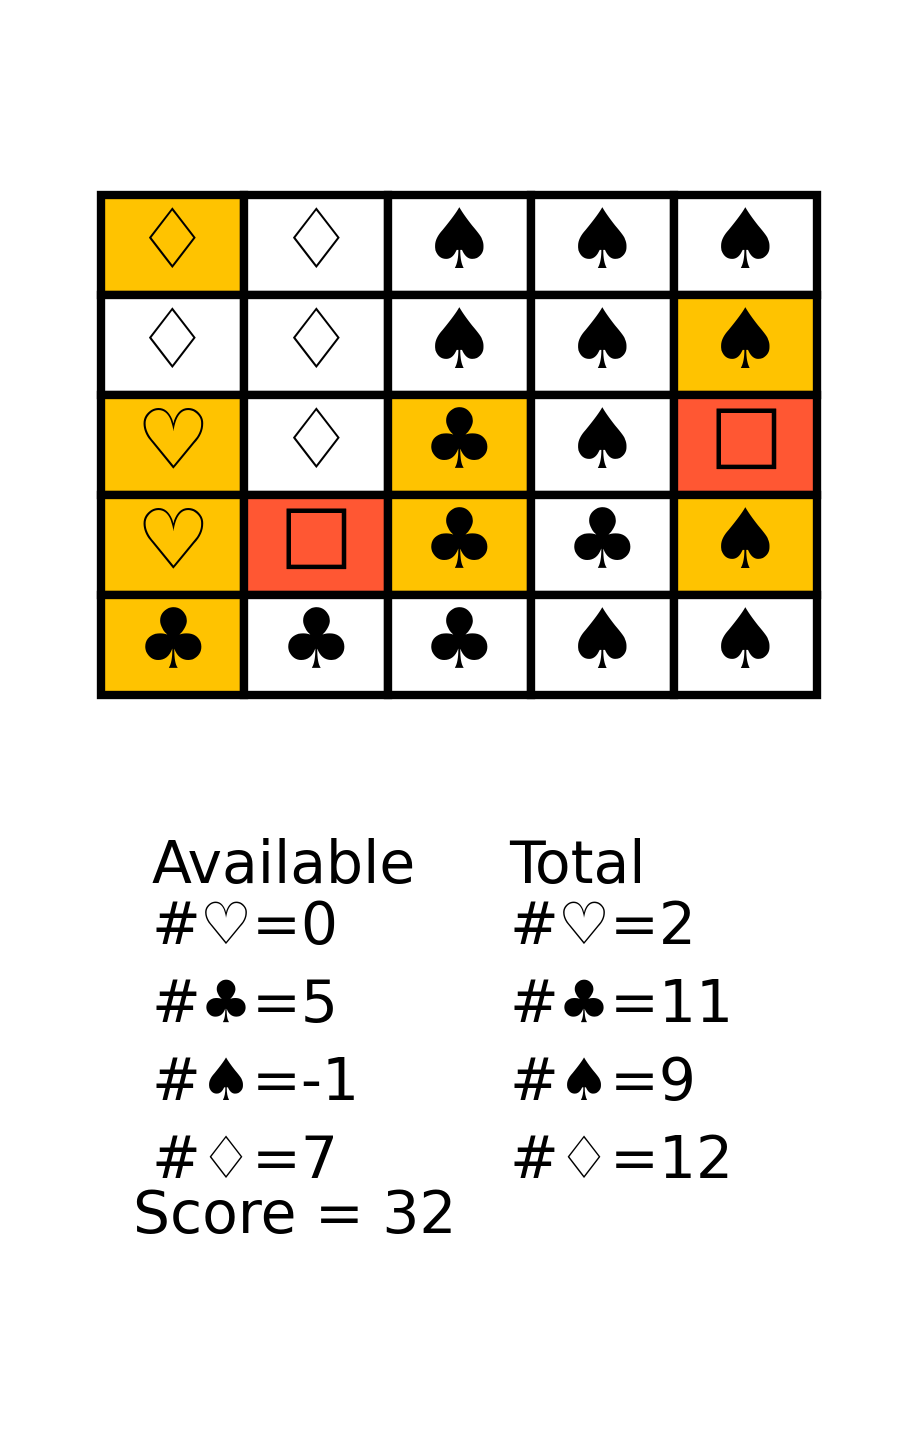 ♢ ♢ ♠ ♠ ♠
♢ ♢ ♠ ♠ ♠
♡ ♢ ♣ ♠ □
♡ □ ♣ ♣ ♠
♣ ♣ ♣ ♠ ♠
Available Total
#♡=0 #♡=2
#♣=5 #♣=11
#♠=-1 #♠=9
#♢=7 #♢=12
Score = 32